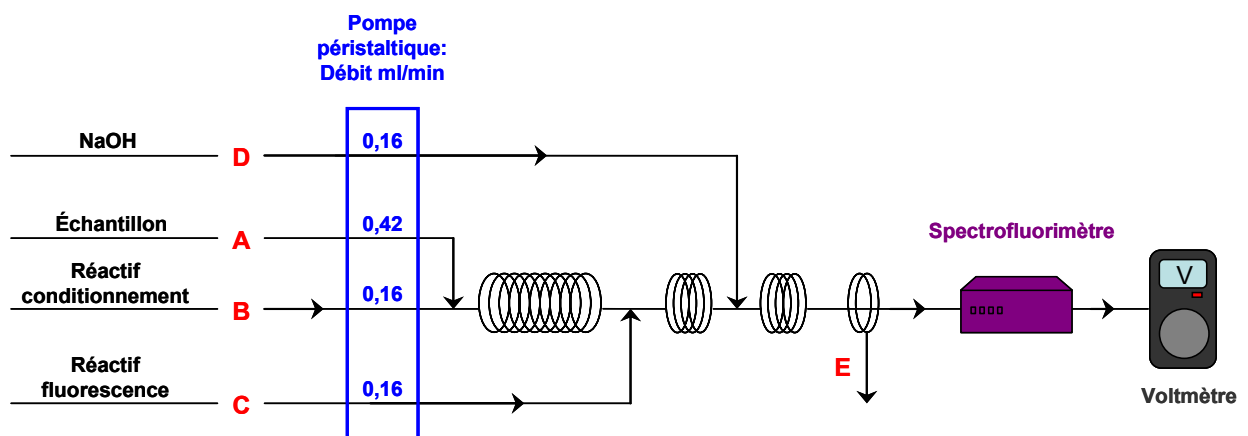 Pompe
péristaltique:
Débit ml/min
NaOH
D
0,16
Échantillon
A
0,42
Spectrofluorimètre
Réactif
conditionnement
B
0,16
V
Réactif
fluorescence
C
0,16
E
Voltmètre